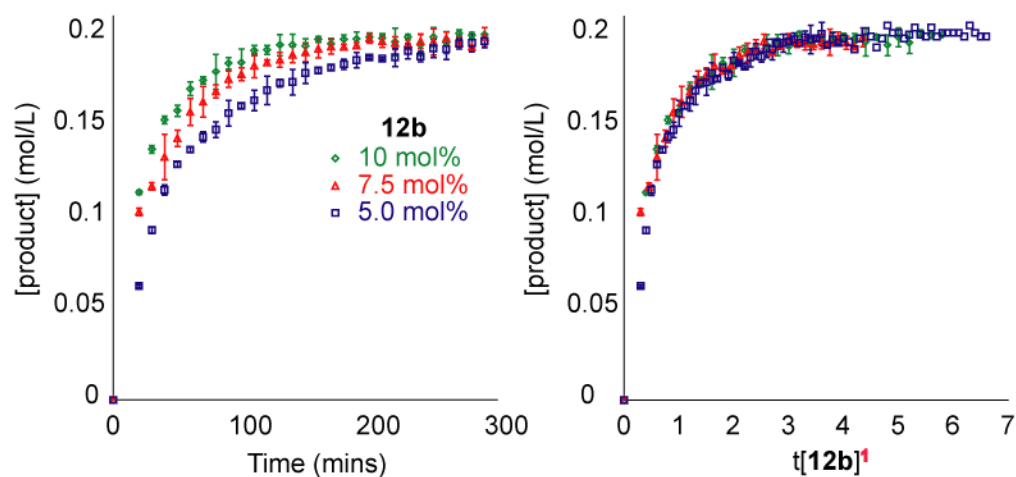 [product] (mol/L)
0.2
0.15
0.1
0.05
0
12b
10 mol%
7.5 mol%
5.0 mol%
0
100
200
300
Time (mins)
[product] (mol/L)
0.2
0.15
0.1
0.05
0
0
1
2
3
4
5
6
7
t[12b]¹